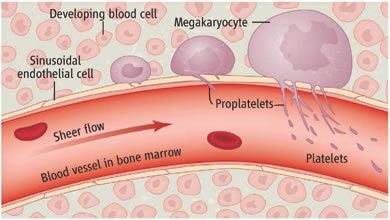 Developing blood cell
Megakaryocyte
Sinusoidal
endothelial cell
Proplatelets
Sheer flow
Blood vessel in bone marrow
Platelets